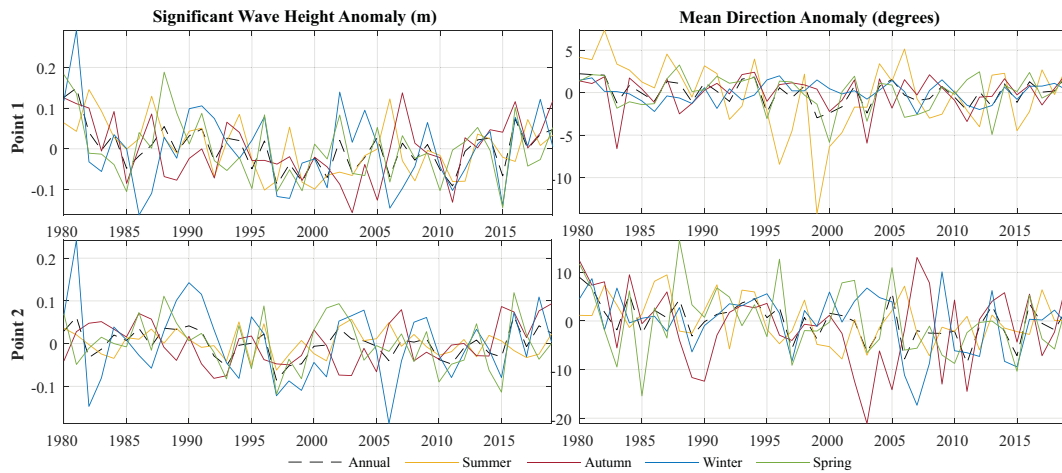 Significant Wave Height Anomaly (m)
Mean Direction Anomaly (degrees)
Point 1
0.2
0.1
0
-0.1
1980 1985 1990 1995 2000 2005 2010 2015
5
0
-5
-10
1980 1985 1990 1995 2000 2005 2010 2015
Point 2
0.2
0.1
0
-0.1
1980 1985 1990 1995 2000 2005 2010 2015
10
0
-10
-20
1980 1985 1990 1995 2000 2005 2010 2015
Annual Summer Autumn Winter Spring